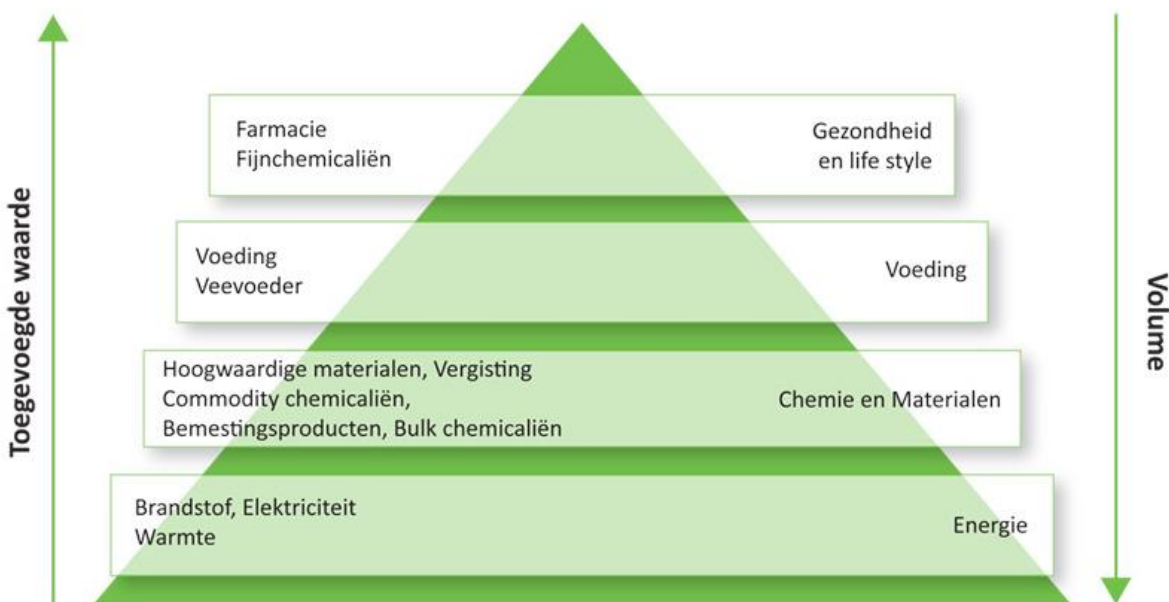 Toegevoegde waarde
Farmacie
Fijnchemicaliën
Gezondheid
en life style
Voeding
Veevoeder
Voeding
Hoogwaardige materialen, Vergisting
Commodity chemicaliën,
Bemestingsproducten, Bulk chemicaliën
Chemie en Materialen
Brandstof, Elektriciteit
Warmte
Energie
Volume